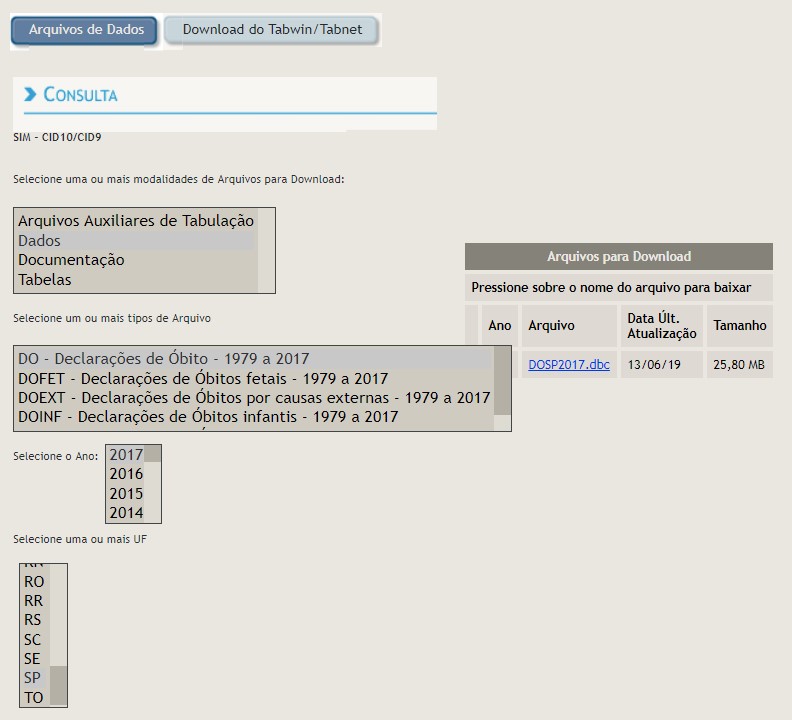 Arquivos de Dados
Download do Tabwin/Tabnet
Consulta
SIM - CID10/CID9
Selecione uma ou mais modalidades de Arquivos para Download:
Arquivos Auxiliares de Tabulação
Dados
Documentação
Tabelas
Selecione um ou mais tipos de Arquivo
DO - Declarações de Óbito - 1979 a 2017
DOFET - Declarações de Óbitos fetais - 1979 a 2017
DOEXT - Declarações de Óbitos por causas externas - 1979 a 2017
DOINF - Declarações de Óbitos infantis - 1979 a 2017
Selecione o Ano:
2017
2016
2015
2014
Selecione uma ou mais UF
RN
RO
RR
RS
SC
SE
SP
TO
Arquivos para Download
Pressione sobre o nome do arquivo para baixar
Ano
Arquivo
Data Últ.
Atualização
Tamanho
DOSP2017.dbc
13/06/19
25,80 MB